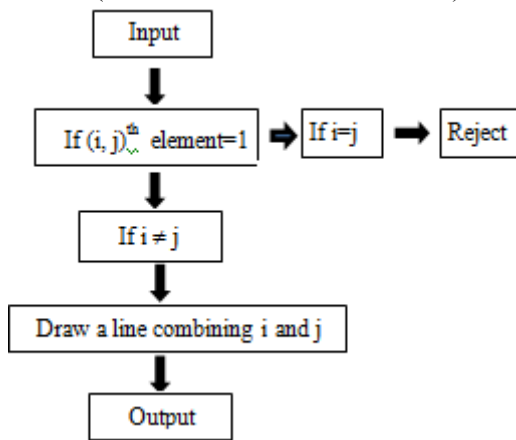 Input
If (i, j)th element=1
If i=j
Reject
If i ≠ j
Draw a line combining i and j
Output